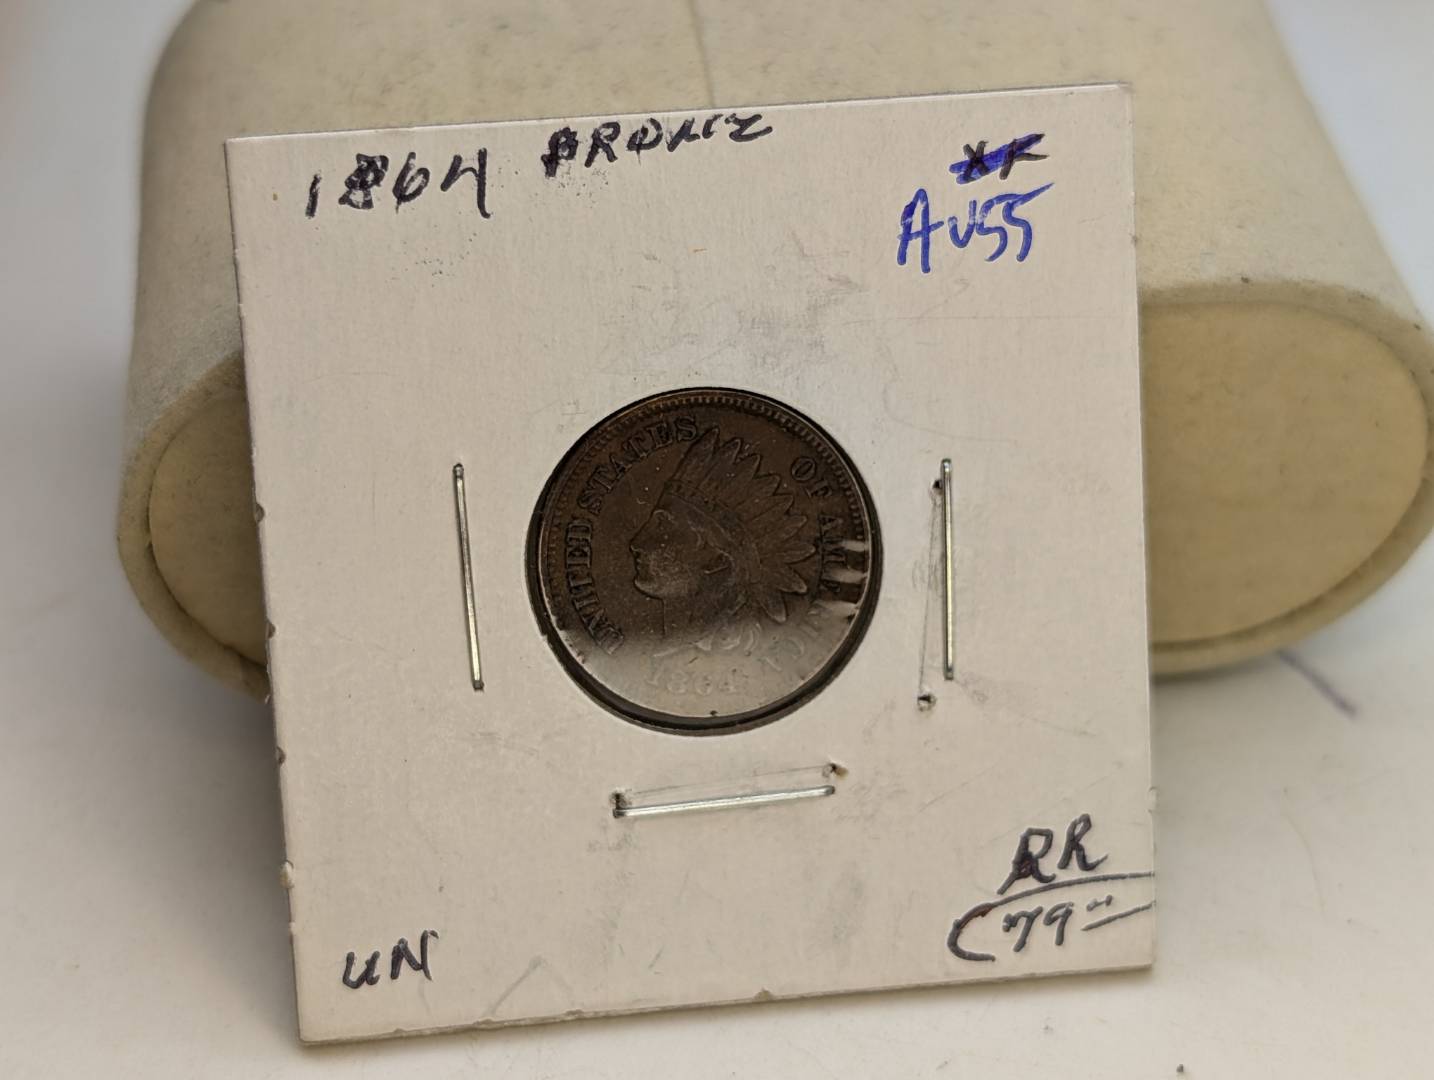 1864 BRONZE
XF
AU55
UNITED STATES OF AMERICA
1864
UN
RR
79